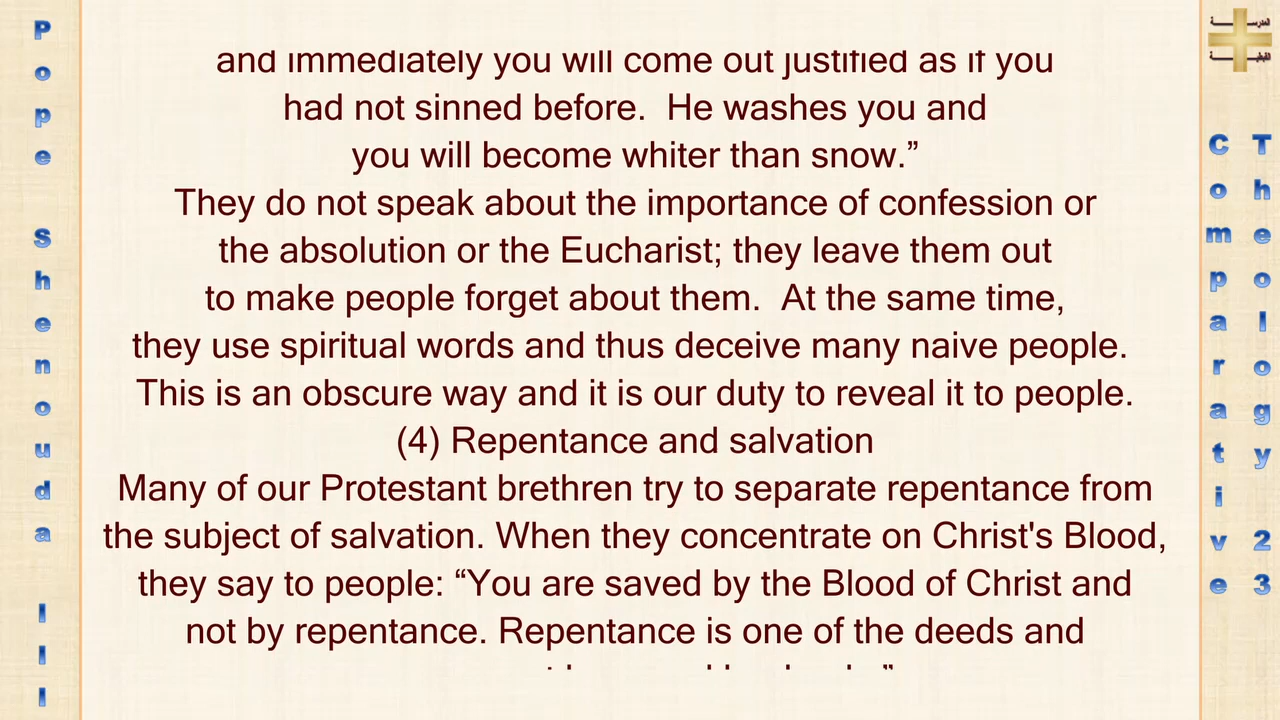 Pope Shenouda III
and immediately you will come out justified as if you
had not sinned before.  He washes you and
you will become whiter than snow.”
They do not speak about the importance of confession or
the absolution or the Eucharist; they leave them out
to make people forget about them.  At the same time,
they use spiritual words and thus deceive many naive people.
This is an obscure way and it is our duty to reveal it to people.
(4) Repentance and salvation
Many of our Protestant brethren try to separate repentance from
the subject of salvation. When they concentrate on Christ's Blood,
they say to people: “You are saved by the Blood of Christ and
not by repentance. Repentance is one of the deeds and
Comparative
Theology 23